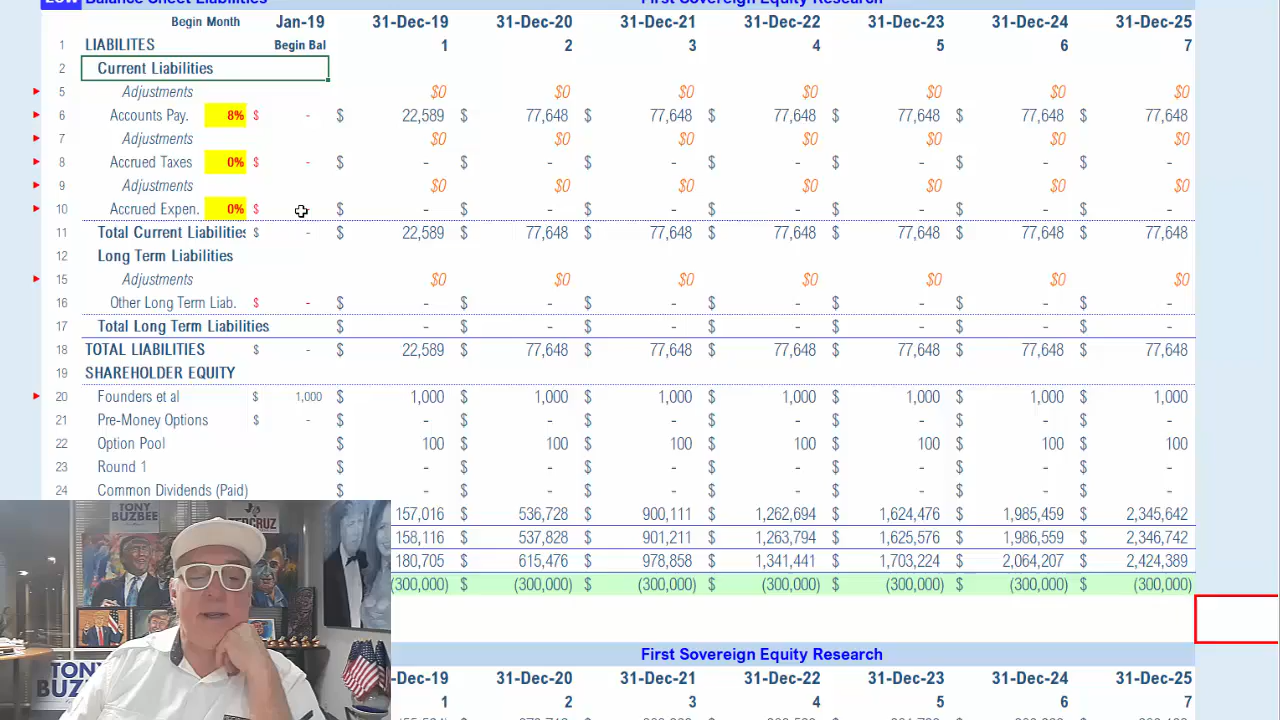 LOW Balance Sheet Liabilities First Sovereign Equity Research
Begin Month Jan-19 31-Dec-19 31-Dec-20 31-Dec-21 31-Dec-22 31-Dec-23 31-Dec-24 31-Dec-25
1 LIABILITES Begin Bal 1 2 3 4 5 6 7
2 Current Liabilities
5 Adjustments $0 $0 $0 $0 $0 $0 $0
6 Accounts Pay. 8% $ - $ 22,589 $ 77,648 $ 77,648 $ 77,648 $ 77,648 $ 77,648 $ 77,648
7 Adjustments $0 $0 $0 $0 $0 $0 $0
8 Accrued Taxes 0% $ - $ - $ - $ - $ - $ - $ - $ -
9 Adjustments $0 $0 $0 $0 $0 $0 $0
10 Accrued Expen. 0% $ $ - $ - $ - $ - $ - $ - $ -
11 Total Current Liabilities $ - $ 22,589 $ 77,648 $ 77,648 $ 77,648 $ 77,648 $ 77,648 $ 77,648
12 Long Term Liabilities
15 Adjustments $0 $0 $0 $0 $0 $0 $0
16 Other Long Term Liab. $ - $ - $ - $ - $ - $ - $ - $ -
17 Total Long Term Liabilities $ - $ - $ - $ - $ - $ - $ -
18 TOTAL LIABILITIES $ - $ 22,589 $ 77,648 $ 77,648 $ 77,648 $ 77,648 $ 77,648 $ 77,648
19 SHAREHOLDER EQUITY
20 Founders et al $ 1,000 $ 1,000 $ 1,000 $ 1,000 $ 1,000 $ 1,000 $ 1,000 $ 1,000
21 Pre-Money Options $ - $ - $ - $ - $ - $ - $ - $ -
22 Option Pool $ 100 $ 100 $ 100 $ 100 $ 100 $ 100 $ 100
23 Round 1 $ - $ - $ - $ - $ - $ - $ -
24 Common Dividends (Paid) $ - $ - $ - $ - $ - $ - $ -
157,016 $ 536,728 $ 900,111 $ 1,262,694 $ 1,624,476 $ 1,985,459 $ 2,345,642
158,116 $ 537,828 $ 901,211 $ 1,263,794 $ 1,625,576 $ 1,986,559 $ 2,346,742
180,705 $ 615,476 $ 978,858 $ 1,341,441 $ 1,703,224 $ 2,064,207 $ 2,424,389
(300,000) $ (300,000) $ (300,000) $ (300,000) $ (300,000) $ (300,000) $ (300,000)
TONY
BUZBEE
TONY
BUZ
First Sovereign Equity Research
-Dec-19 31-Dec-20 31-Dec-21 31-Dec-22 31-Dec-23 31-Dec-24 31-Dec-25
1 2 3 4 5 6 7